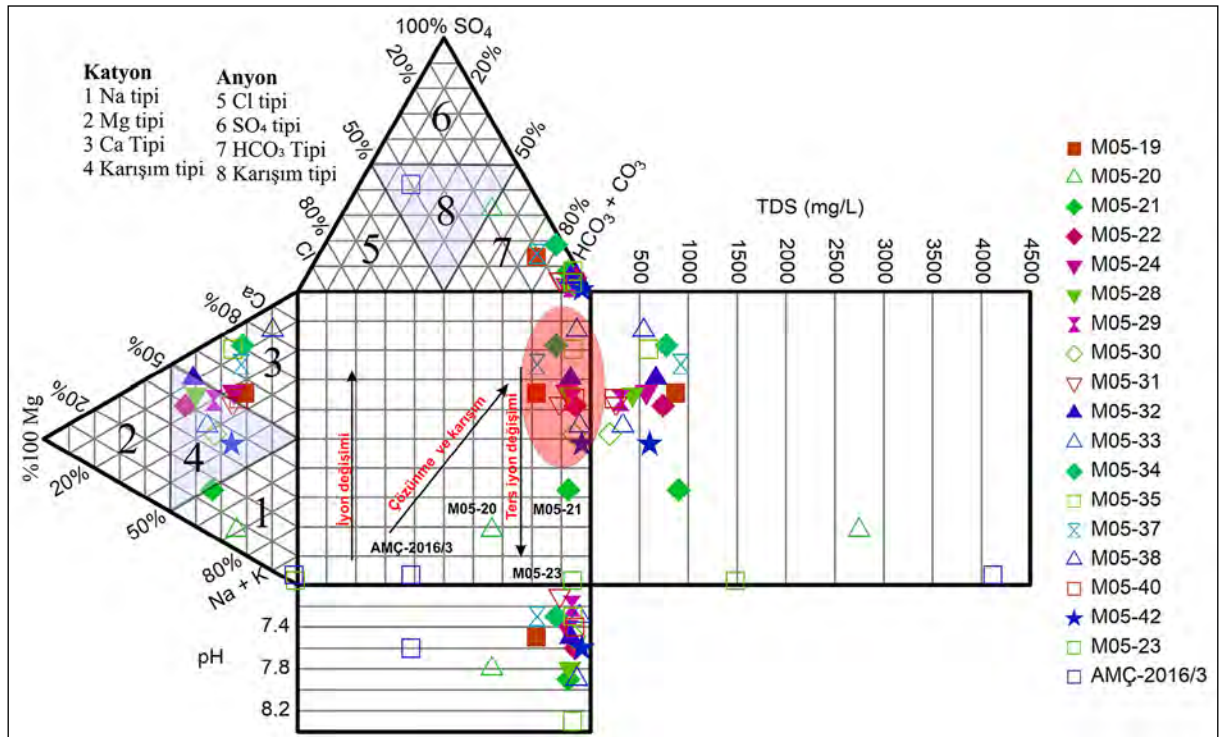 100% SO₄
20%
20%
Katyon
1 Na tipi
2 Mg tipi
3 Ca Tipi
4 Karışım tipi
Anyon
5 Cl tipi
6 SO₄ tipi
7 HCO₃ Tipi
8 Karışım tipi
6
50%
50%
8
80%
80%
5
7
Cl
HCO₃ + CO₃
TDS (mg/L)
500
1000
1500
2000
2500
3000
3500
4000
4500
Ca
80%
50%
20%
3
%100 Mg
2
4
1
20%
50%
80%
Na + K
İyon değişimi
Çözünme ve karışım
Ters iyon değişimi
M05-20
M05-21
AMÇ-2016/3
M05-23
pH
7.4
7.8
8.2
M05-19
M05-20
M05-21
M05-22
M05-24
M05-28
M05-29
M05-30
M05-31
M05-32
M05-33
M05-34
M05-35
M05-37
M05-38
M05-40
M05-42
M05-23
AMÇ-2016/3